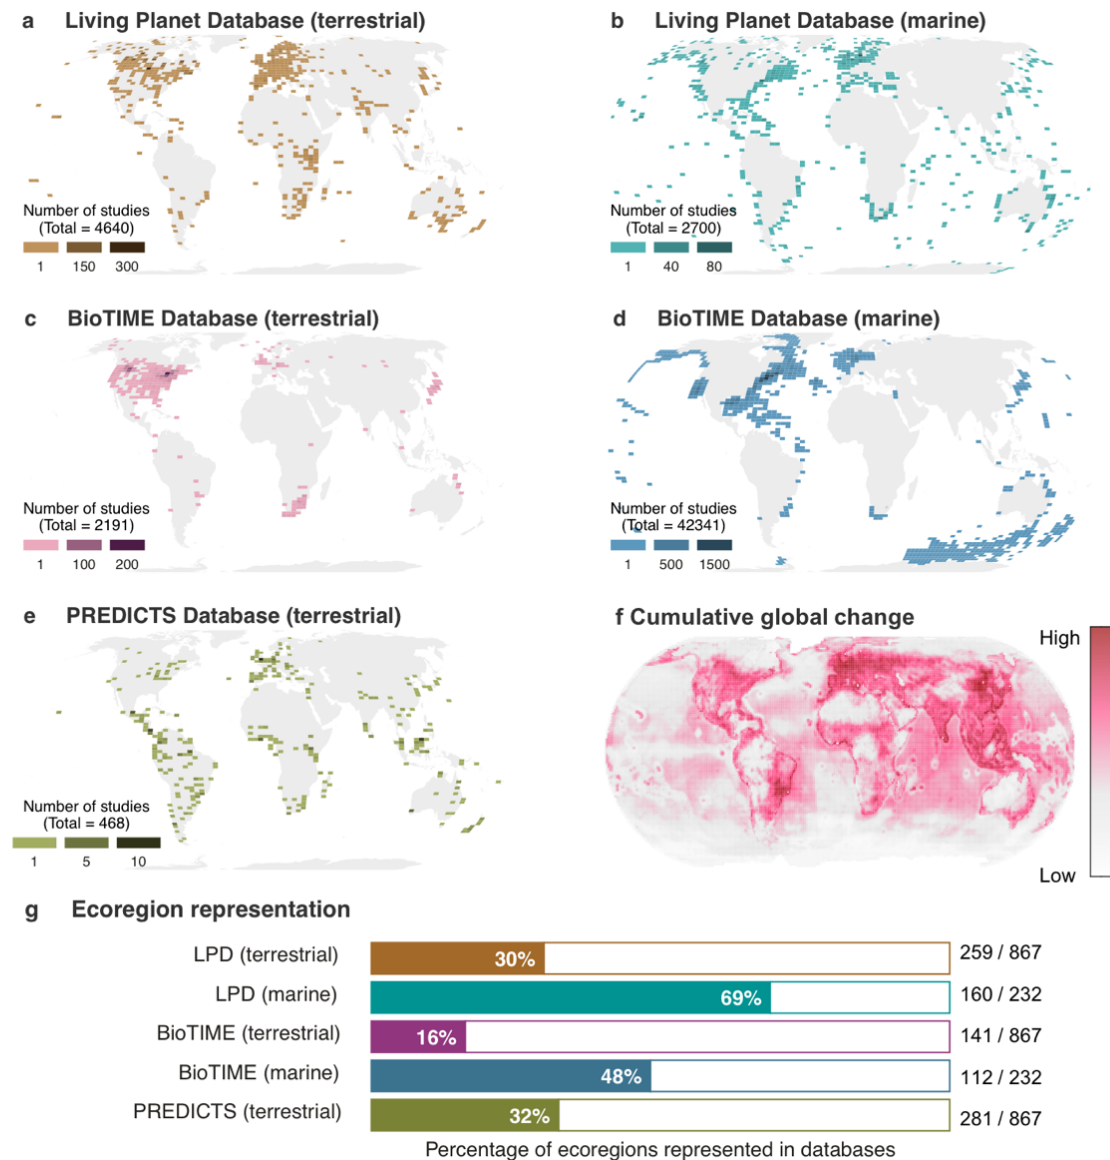 a Living Planet Database (terrestrial)
Number of studies
(Total = 4640)
1 150 300
b Living Planet Database (marine)
Number of studies
(Total = 2700)
1 40 80
c BioTIME Database (terrestrial)
Number of studies
(Total = 2191)
1 100 200
d BioTIME Database (marine)
Number of studies
(Total = 42341)
1 500 1500
e PREDICTS Database (terrestrial)
Number of studies
(Total = 468)
1 5 10
f Cumulative global change
High
Low
g Ecoregion representation
LPD (terrestrial) 30% 259 / 867
LPD (marine) 69% 160 / 232
BioTIME (terrestrial) 16% 141 / 867
BioTIME (marine) 48% 112 / 232
PREDICTS (terrestrial) 32% 281 / 867
Percentage of ecoregions represented in databases